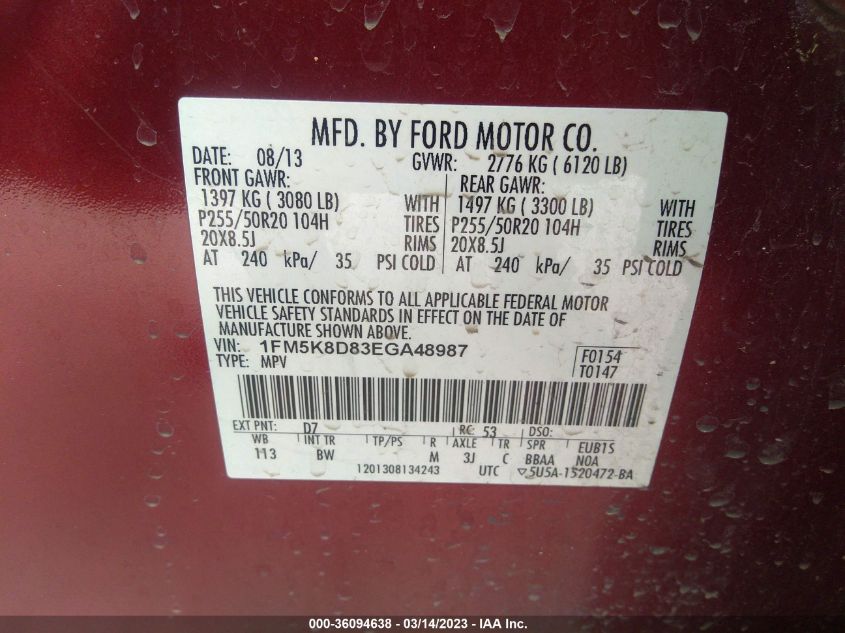 MFD. BY FORD MOTOR CO.
DATE: 08/13 GVWR: 2776 KG ( 6120 LB)
FRONT GAWR: REAR GAWR:
1397 KG ( 3080 LB) WITH 1497 KG ( 3300 LB) WITH
P255/50R20 104H TIRES P255/50R20 104H TIRES
20X8.5J RIMS 20X8.5J RIMS
AT 240 kPa/ 35 PSI COLD AT 240 kPa/ 35 PSI COLD
THIS VEHICLE CONFORMS TO ALL APPLICABLE FEDERAL MOTOR
VEHICLE SAFETY STANDARDS IN EFFECT ON THE DATE OF
MANUFACTURE SHOWN ABOVE.
VIN: 1FM5K8D83EGA48987 F0154
TYPE: MPV T0147
EXT PNT: D7 RC: 53 DSO:
WB INT TR TP/PS R AXLE TR SPR EUB1S
113 BW M 3J C BBAA N0A
1201308134243 UTC ▽5U5A-1520472-BA
000-36094638 - 03/14/2023 - IAA Inc.